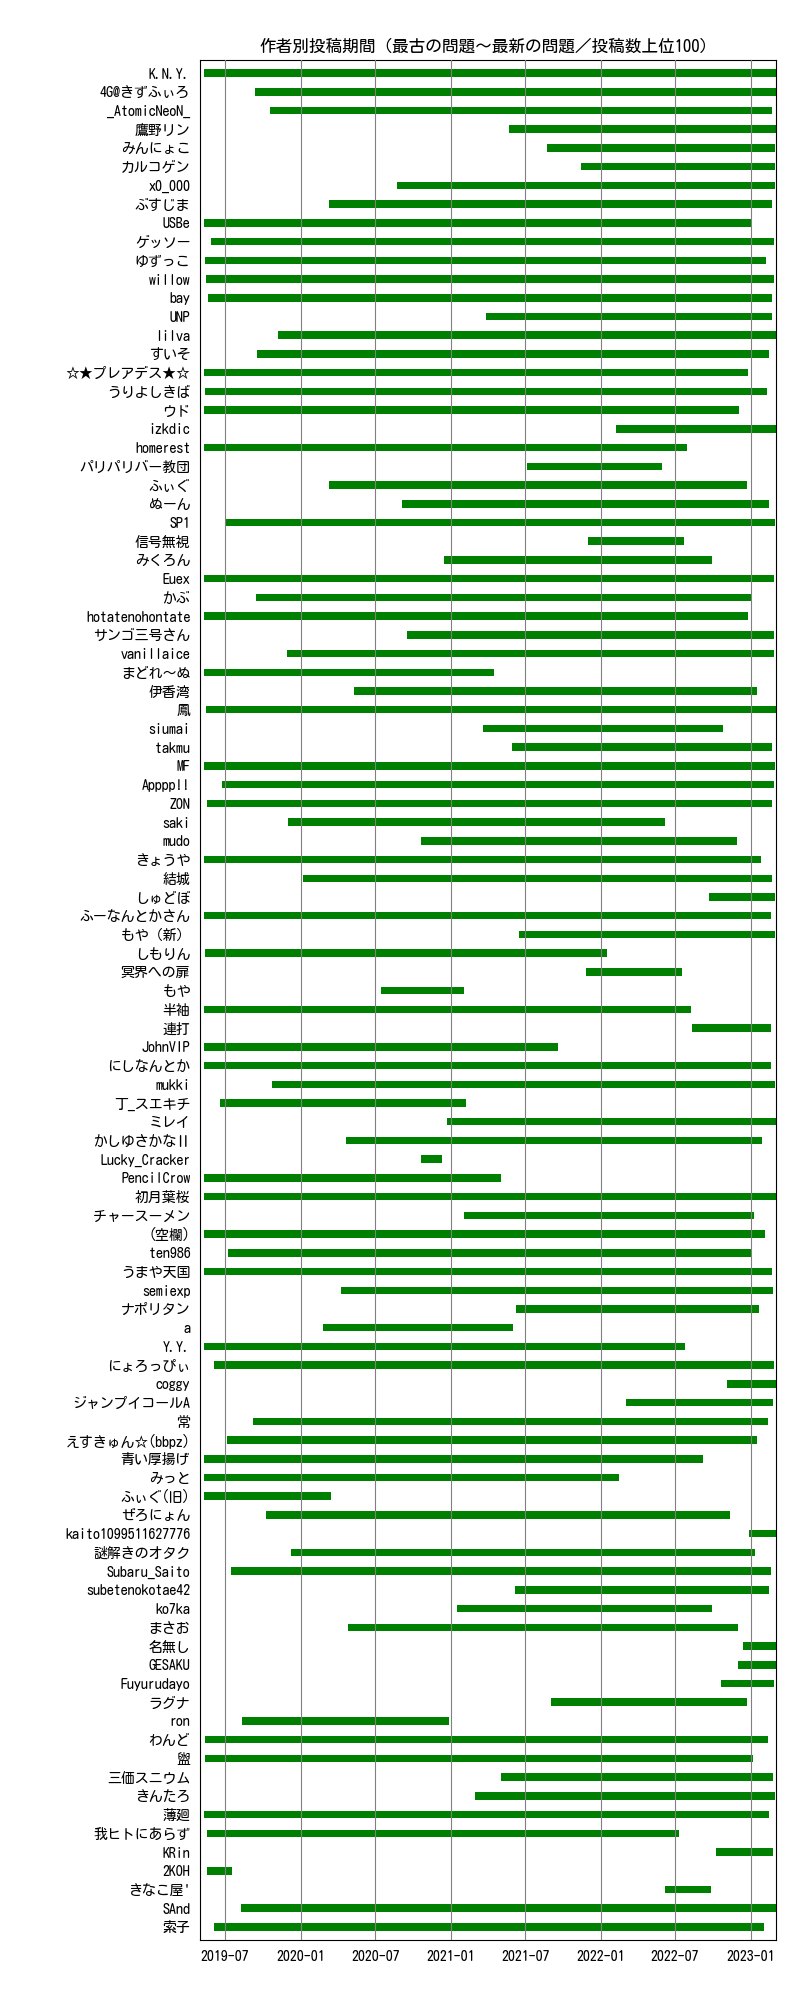 作者別投稿期間（最古の問題～最新の問題／投稿数上位100）
K.N.Y.
4G@きずふぃろ
_AtomicNeoN_
鷹野リン
みんにょこ
カルコゲン
x0_000
ぶすじま
USBe
ゲッソー
ゆずっこ
willow
bay
UNP
lilva
すいそ
☆★プレアデス★☆
うりよしきば
ウド
izkdic
homerest
パリパリバー教団
ふぃぐ
ぬーん
SP1
信号無視
みくろん
Euex
かぶ
hotatenohontate
サンゴ三号さん
vanillaice
まどれ～ぬ
伊香湾
鳳
siumai
takmu
MF
Appppll
ZON
saki
mudo
きょうや
結城
しゅどぼ
ふーなんとかさん
もや（新）
しもりん
冥界への扉
もや
半袖
連打
JohnVIP
にしなんとか
mukki
丁_スエキチ
ミレイ
かしゆさかなII
Lucky_Cracker
PencilCrow
初月葉桜
チャースーメン
(空欄)
ten986
うまや天国
semiexp
ナポリタン
a
Y.Y.
にょろっぴぃ
coggy
ジャンプイコールA
常
えすきゅん☆(bbpz)
青い厚揚げ
みっと
ふぃぐ(旧)
ぜろにょん
kaito1099511627776
謎解きのオタク
Subaru_Saito
subetenokotae42
ko7ka
まさお
名無し
GESAKU
Fuyurudayo
ラグナ
ron
わんど
盥
三価スニウム
きんたろ
薄廻
我ヒトにあらず
KRin
2KOH
きなこ屋'
SAnd
索子
2019-07 2020-01 2020-07 2021-01 2021-07 2022-01 2022-07 2023-01